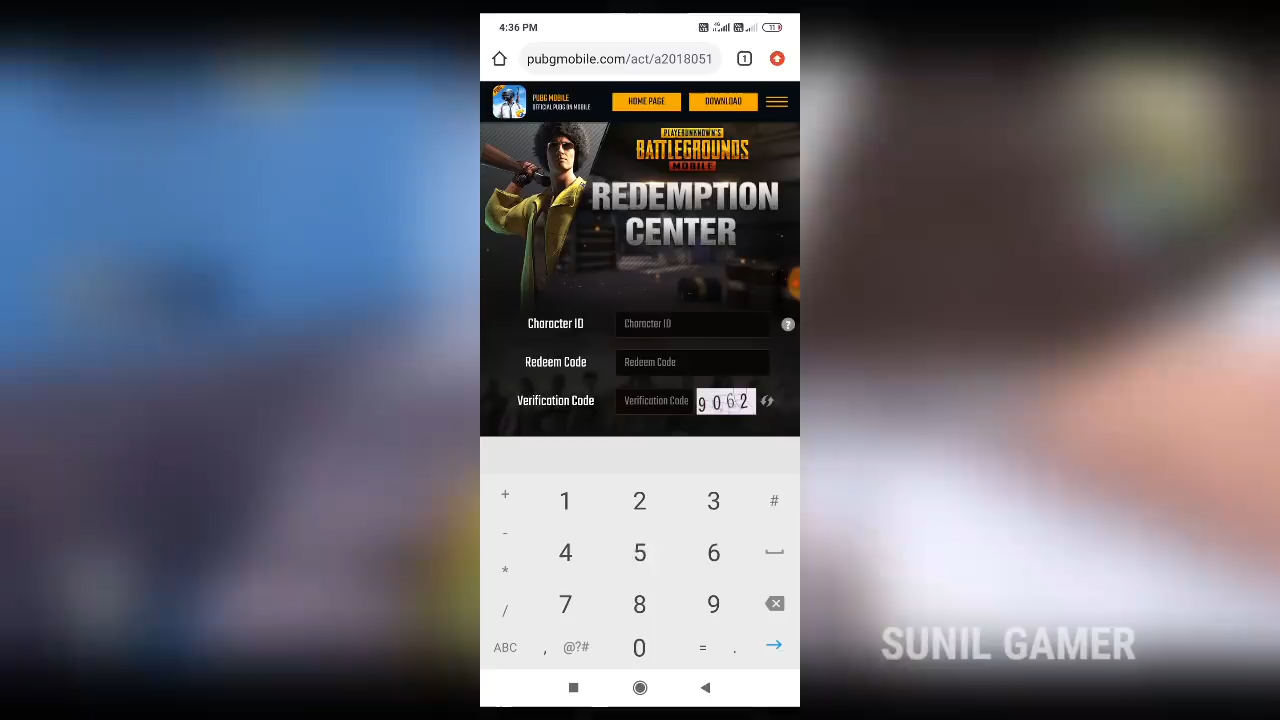 4:36 PM
11
pubgmobile.com/act/a2018051
1
PUBG MOBILE
OFFICIAL PUBG ON MOBILE
HOME PAGE
DOWNLOAD
PLAYERUNKNOWN'S
BATTLEGROUNDS
MOBILE
REDEMPTION
CENTER
Character ID
Character ID
?
Redeem Code
Redeem Code
Verification Code
Verification Code
9062
+
1
2
3
#
-
4
5
6
*
7
8
9
/
ABC
,
@?#
0
=
.
SUNIL GAMER